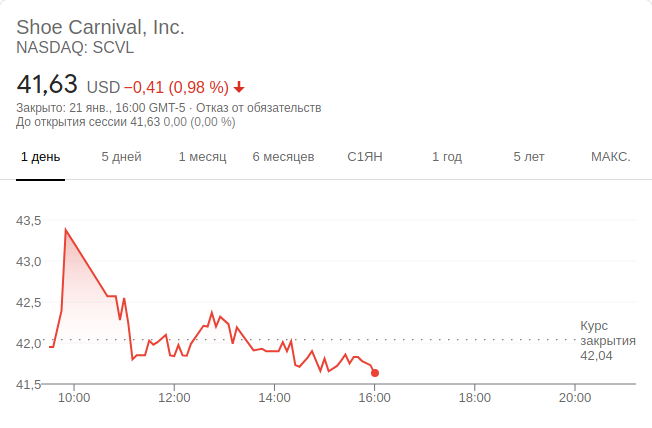 Shoe Carnival, Inc.
NASDAQ: SCVL
41,63 USD −0,41 (0,98 %)
Закрыто: 21 янв., 16:00 GMT-5 · Отказ от обязательств
До открытия сессии 41,63 0,00 (0,00 %)
1 день 5 дней 1 месяц 6 месяцев С1ЯН 1 год 5 лет МАКС.
43,5
43,0
42,5
42,0
41,5
Курс
закрытия
42,04
10:00 12:00 14:00 16:00 18:00 20:00